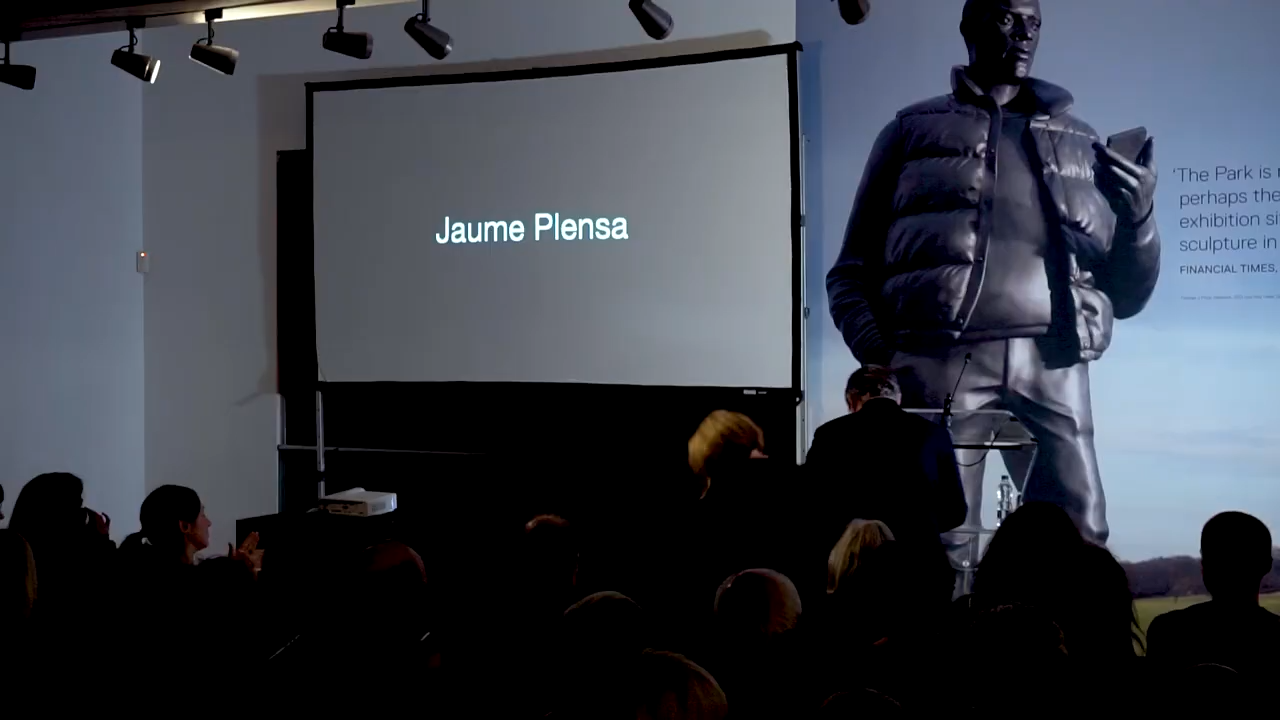 Jaume Plensa
'The Park is
perhaps the
exhibition si
sculpture in
FINANCIAL TIMES,